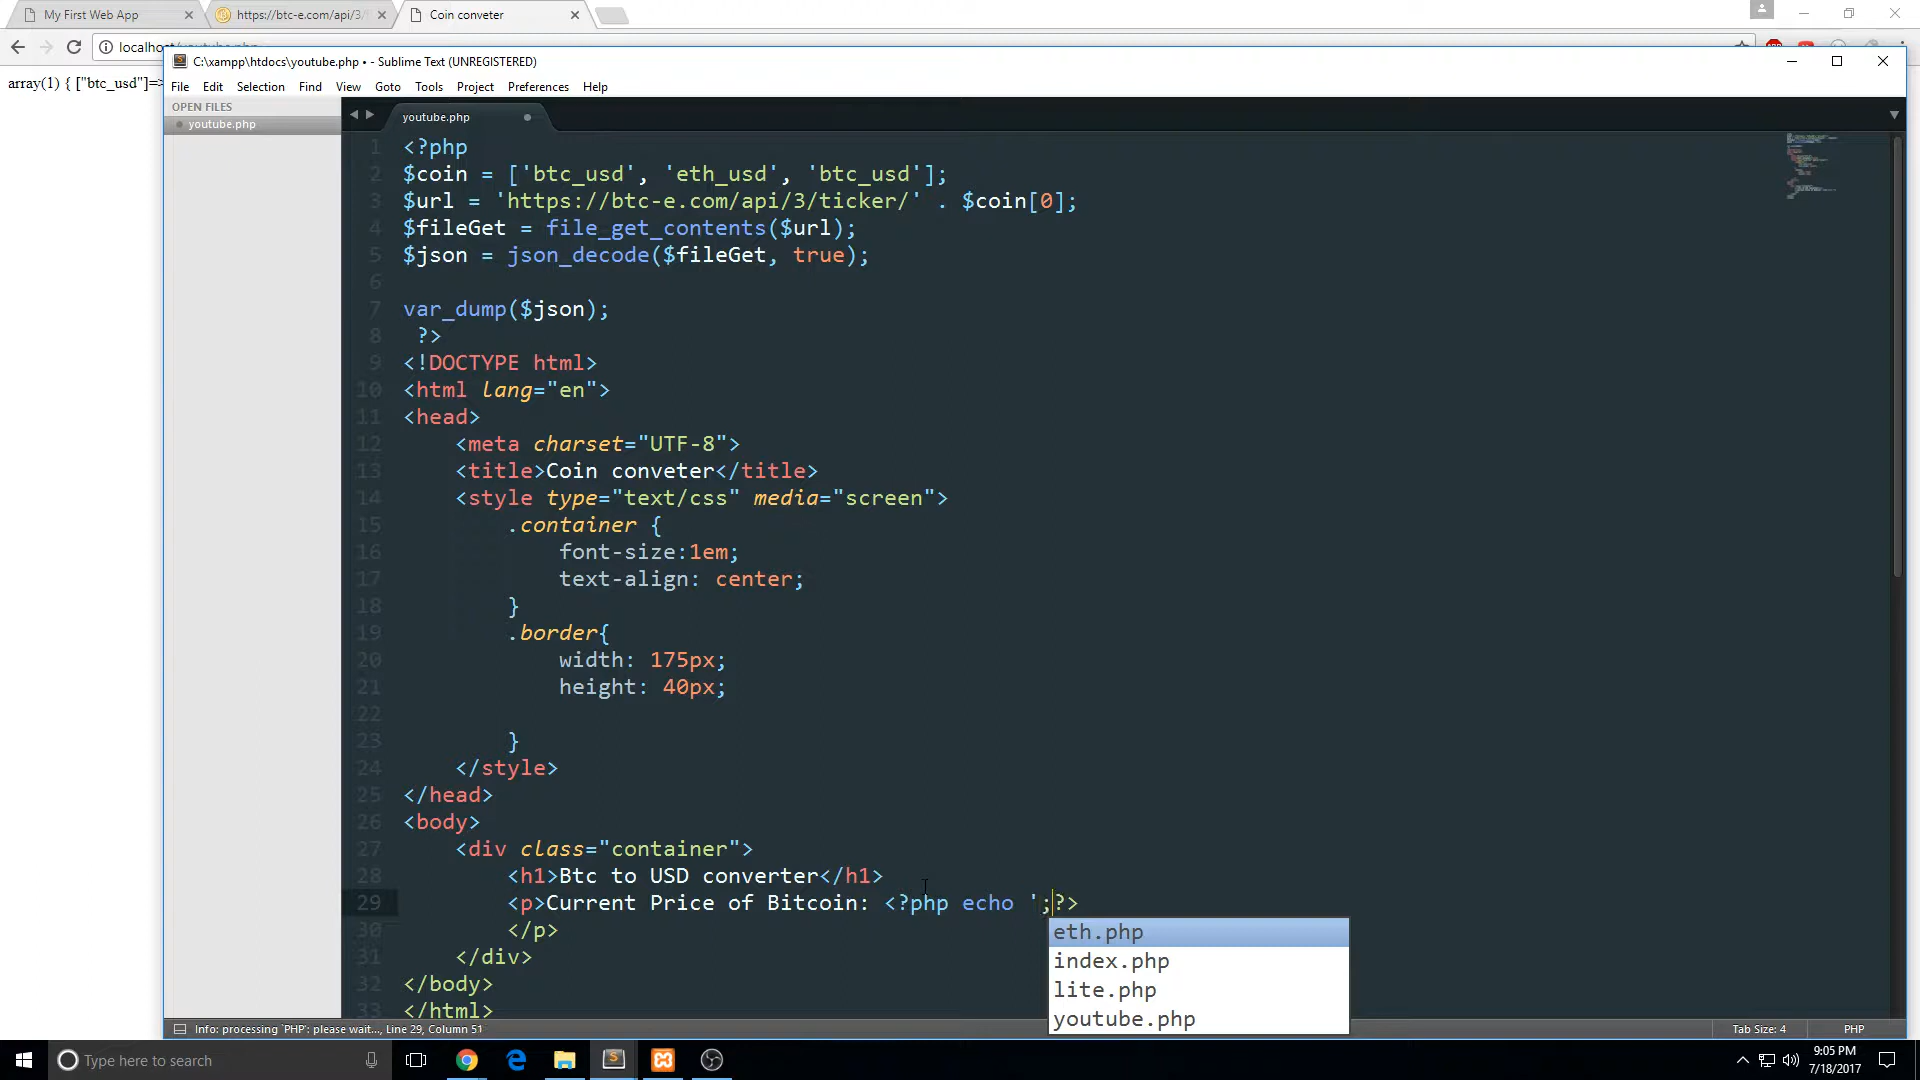 My First Web App
https://btc-e.com/api/3/
Coin conveter
array(1) { ["btc_usd"]=>
C:\xampp\htdocs\youtube.php • - Sublime Text (UNREGISTERED)
File Edit Selection Find View Goto Tools Project Preferences Help
OPEN FILES
youtube.php
youtube.php
1 <?php
2 $coin = ['btc_usd', 'eth_usd', 'btc_usd'];
3 $url = 'https://btc-e.com/api/3/ticker/' . $coin[0];
4 $fileGet = file_get_contents($url);
5 $json = json_decode($fileGet, true);
6
7 var_dump($json);
8 ?>
9 <!DOCTYPE html>
10 <html lang="en">
11 <head>
12 <meta charset="UTF-8">
13 <title>Coin conveter</title>
14 <style type="text/css" media="screen">
15 .container {
16 font-size:1em;
17 text-align: center;
18 }
19 .border{
20 width: 175px;
21 height: 40px;
22
23 }
24 </style>
25 </head>
26 <body>
27 <div class="container">
28 <h1>Btc to USD converter</h1>
29 <p>Current Price of Bitcoin: <?php echo ';?>
30 </p>
31 </div>
32 </body>
33 </html>
eth.php
index.php
lite.php
youtube.php
Info: processing `PHP': please wait..., Line 29, Column 51
Tab Size: 4
PHP
Type here to search
9:05 PM
7/18/2017